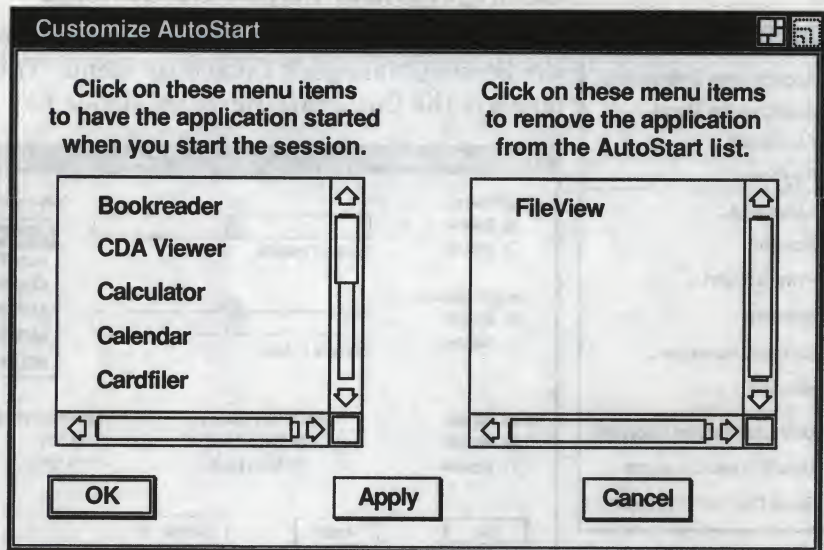 Customize AutoStart
Click on these menu items
to have the application started
when you start the session.
Bookreader
CDA Viewer
Calculator
Calendar
Cardfiler
Click on these menu items
to remove the application
from the AutoStart list.
FileView
OK
Apply
Cancel